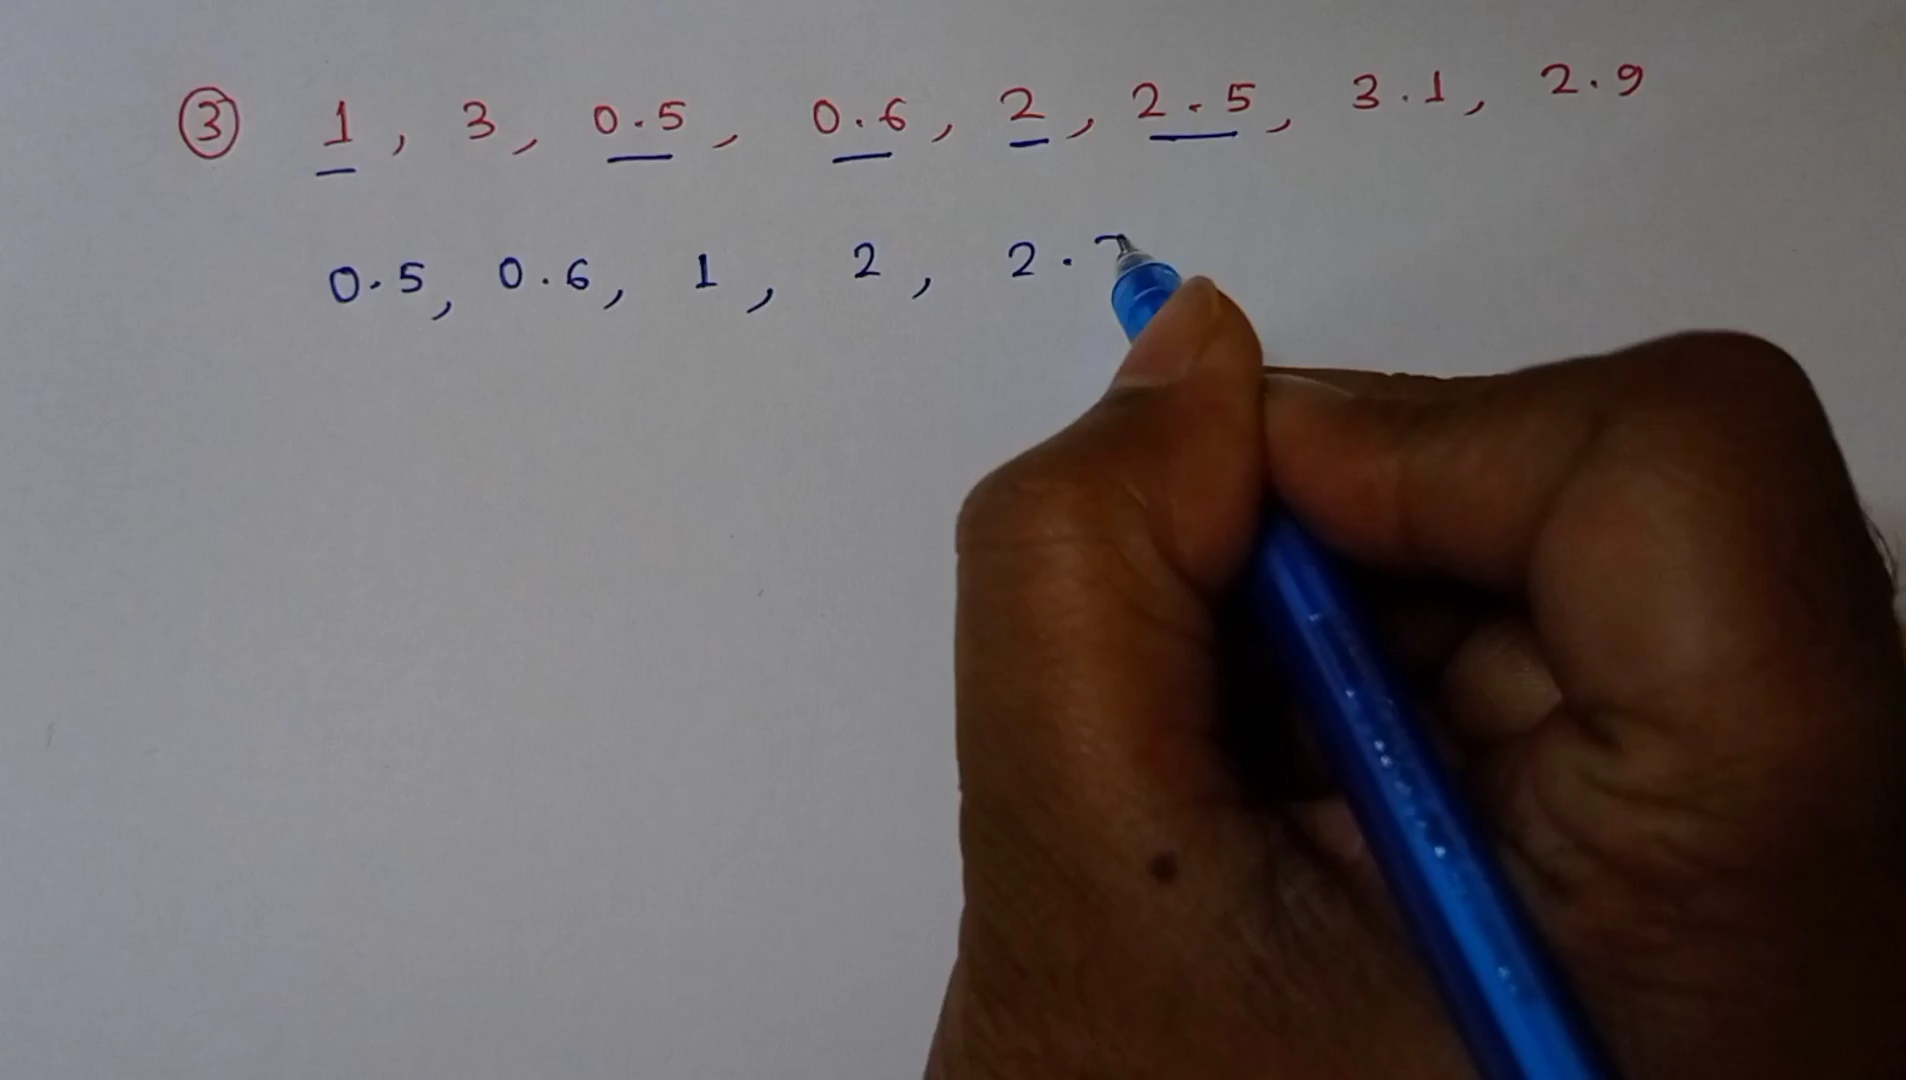 ③ 1, 3, 0.5, 0.6, 2, 2.5, 3.1, 2.9
0.5, 0.6, 1, 2, 2.